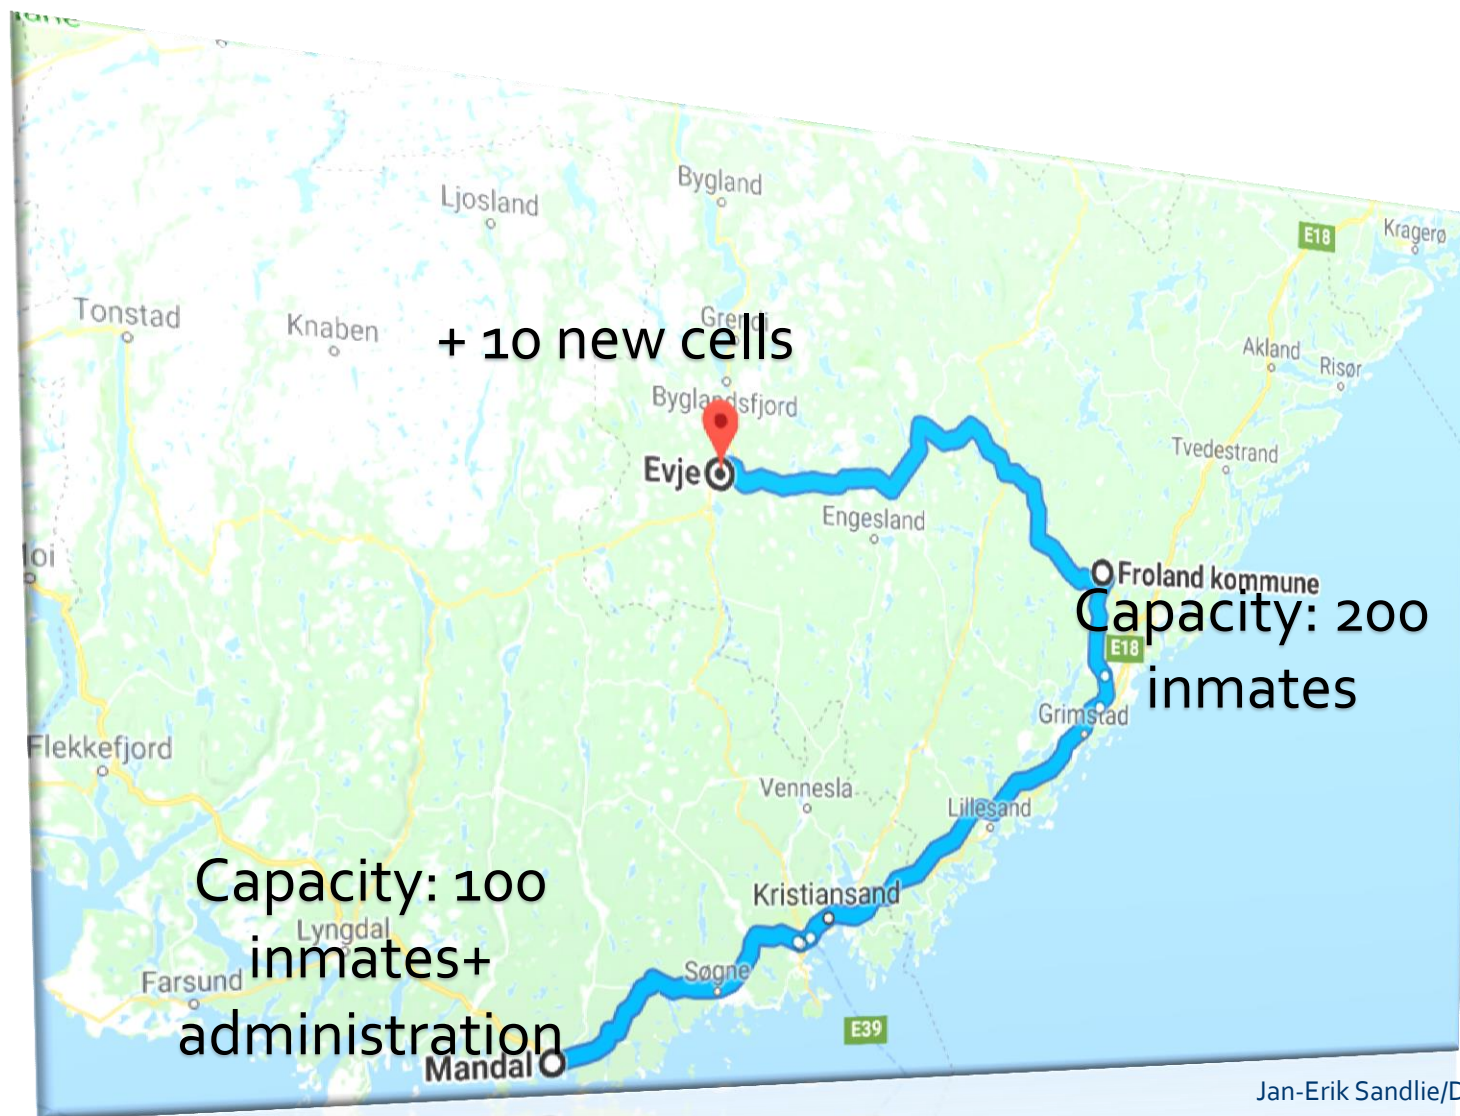 Bygland
Ljosland
E18
Kragerø
Tonstad
Knaben
+ 10 new cells
Akland
Risør
Byglandsfjord
Tvedestrand
Evje
Engesland
Froland kommune
Capacity: 200
inmates
E18
Grimstad
Flekkefjord
Vennesla
Lillesand
Capacity: 100
inmates+
administration
Kristiansand
Lyngdal
Farsund
Søgne
E39
Mandal
Jan-Erik Sandlie/D